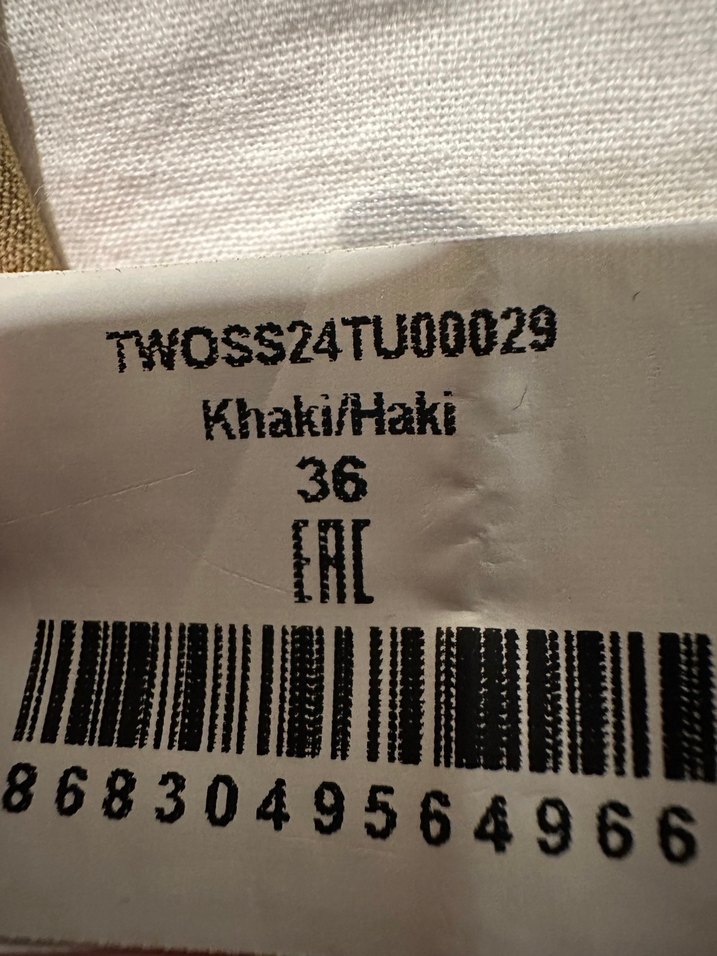 TWOSS24TU00029
Khaki/Haki
36
EAC
8683049564966